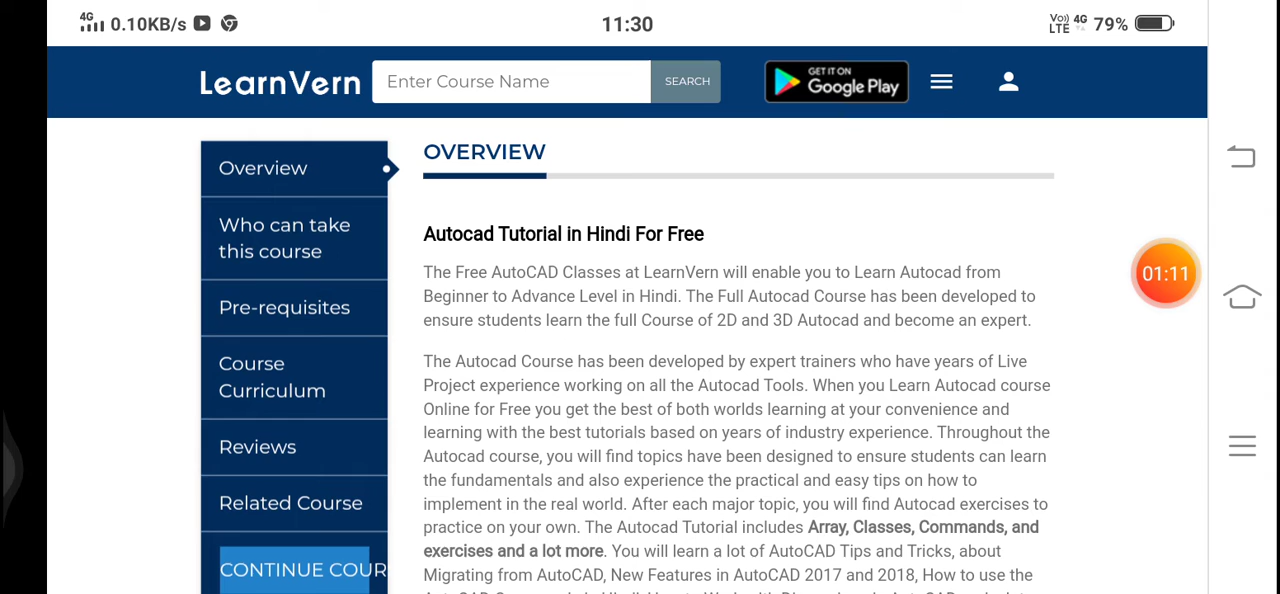 4G 0.10KB/s
11:30
Vo)) LTE 4G 79%
LearnVern
Enter Course Name
SEARCH
GET IT ON
Google Play
Overview
Who can take
this course
Pre-requisites
Course
Curriculum
Reviews
Related Course
CONTINUE COUR
OVERVIEW
Autocad Tutorial in Hindi For Free
The Free AutoCAD Classes at LearnVern will enable you to Learn Autocad from
Beginner to Advance Level in Hindi. The Full Autocad Course has been developed to
ensure students learn the full Course of 2D and 3D Autocad and become an expert.
The Autocad Course has been developed by expert trainers who have years of Live
Project experience working on all the Autocad Tools. When you Learn Autocad course
Online for Free you get the best of both worlds learning at your convenience and
learning with the best tutorials based on years of industry experience. Throughout the
Autocad course, you will find topics have been designed to ensure students can learn
the fundamentals and also experience the practical and easy tips on how to
implement in the real world. After each major topic, you will find Autocad exercises to
practice on your own. The Autocad Tutorial includes Array, Classes, Commands, and
exercises and a lot more. You will learn a lot of AutoCAD Tips and Tricks, about
Migrating from AutoCAD, New Features in AutoCAD 2017 and 2018, How to use the
01:11